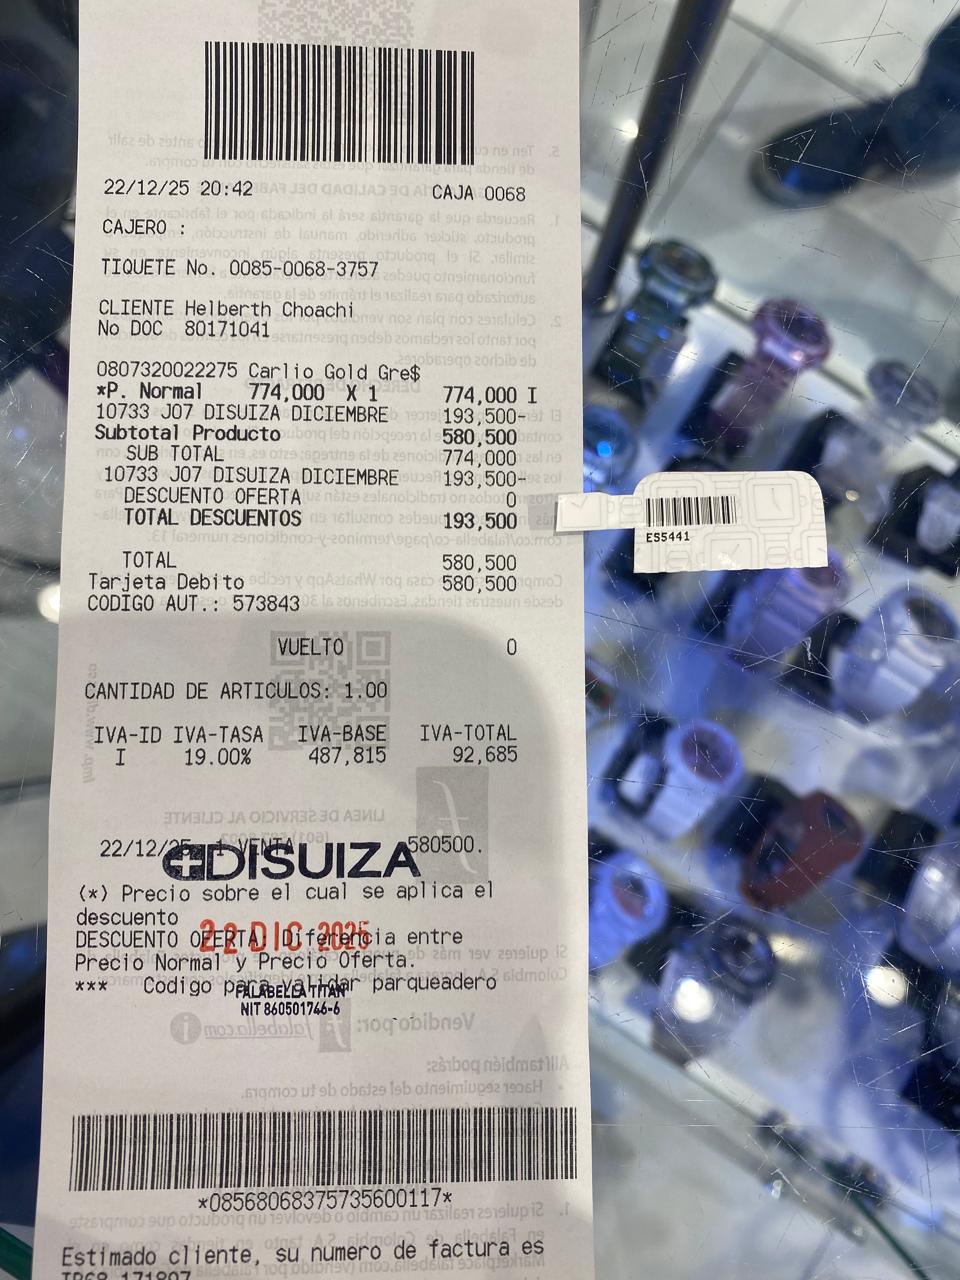 22/12/25 20:42 CAJA 0068
CAJERO :
TIQUETE No. 0085-0068-3757
CLIENTE Helberth Choachi
No DOC 80171041
0807320022275 Carlio Gold Gre$
*P. Normal 774,000 X 1 774,000 I
10733 J07 DISUIZA DICIEMBRE 193,500-
Subtotal Producto 580,500
SUB TOTAL 774,000
10733 J07 DISUIZA DICIEMBRE 193,500-
DESCUENTO OFERTA 0
TOTAL DESCUENTOS 193,500
ES5441
TOTAL 580,500
Tarjeta Debito 580,500
CODIGO AUT.: 573843
VUELTO 0
CANTIDAD DE ARTICULOS: 1.00
IVA-ID IVA-TASA IVA-BASE IVA-TOTAL
I 19.00% 487,815 92,685
22/12/25 1 VENTA 580500.
DISUIZA
(*) Precio sobre el cual se aplica el
descuento
DESCUENTO OFERTA: Diferencia entre
22 DIC 2025
Precio Normal y Precio Oferta.
*** Codigo para validar parqueadero
FALABELLA TITAN
NIT 860501746-6
*08568068375735600117*
Estimado cliente, su numero de factura es